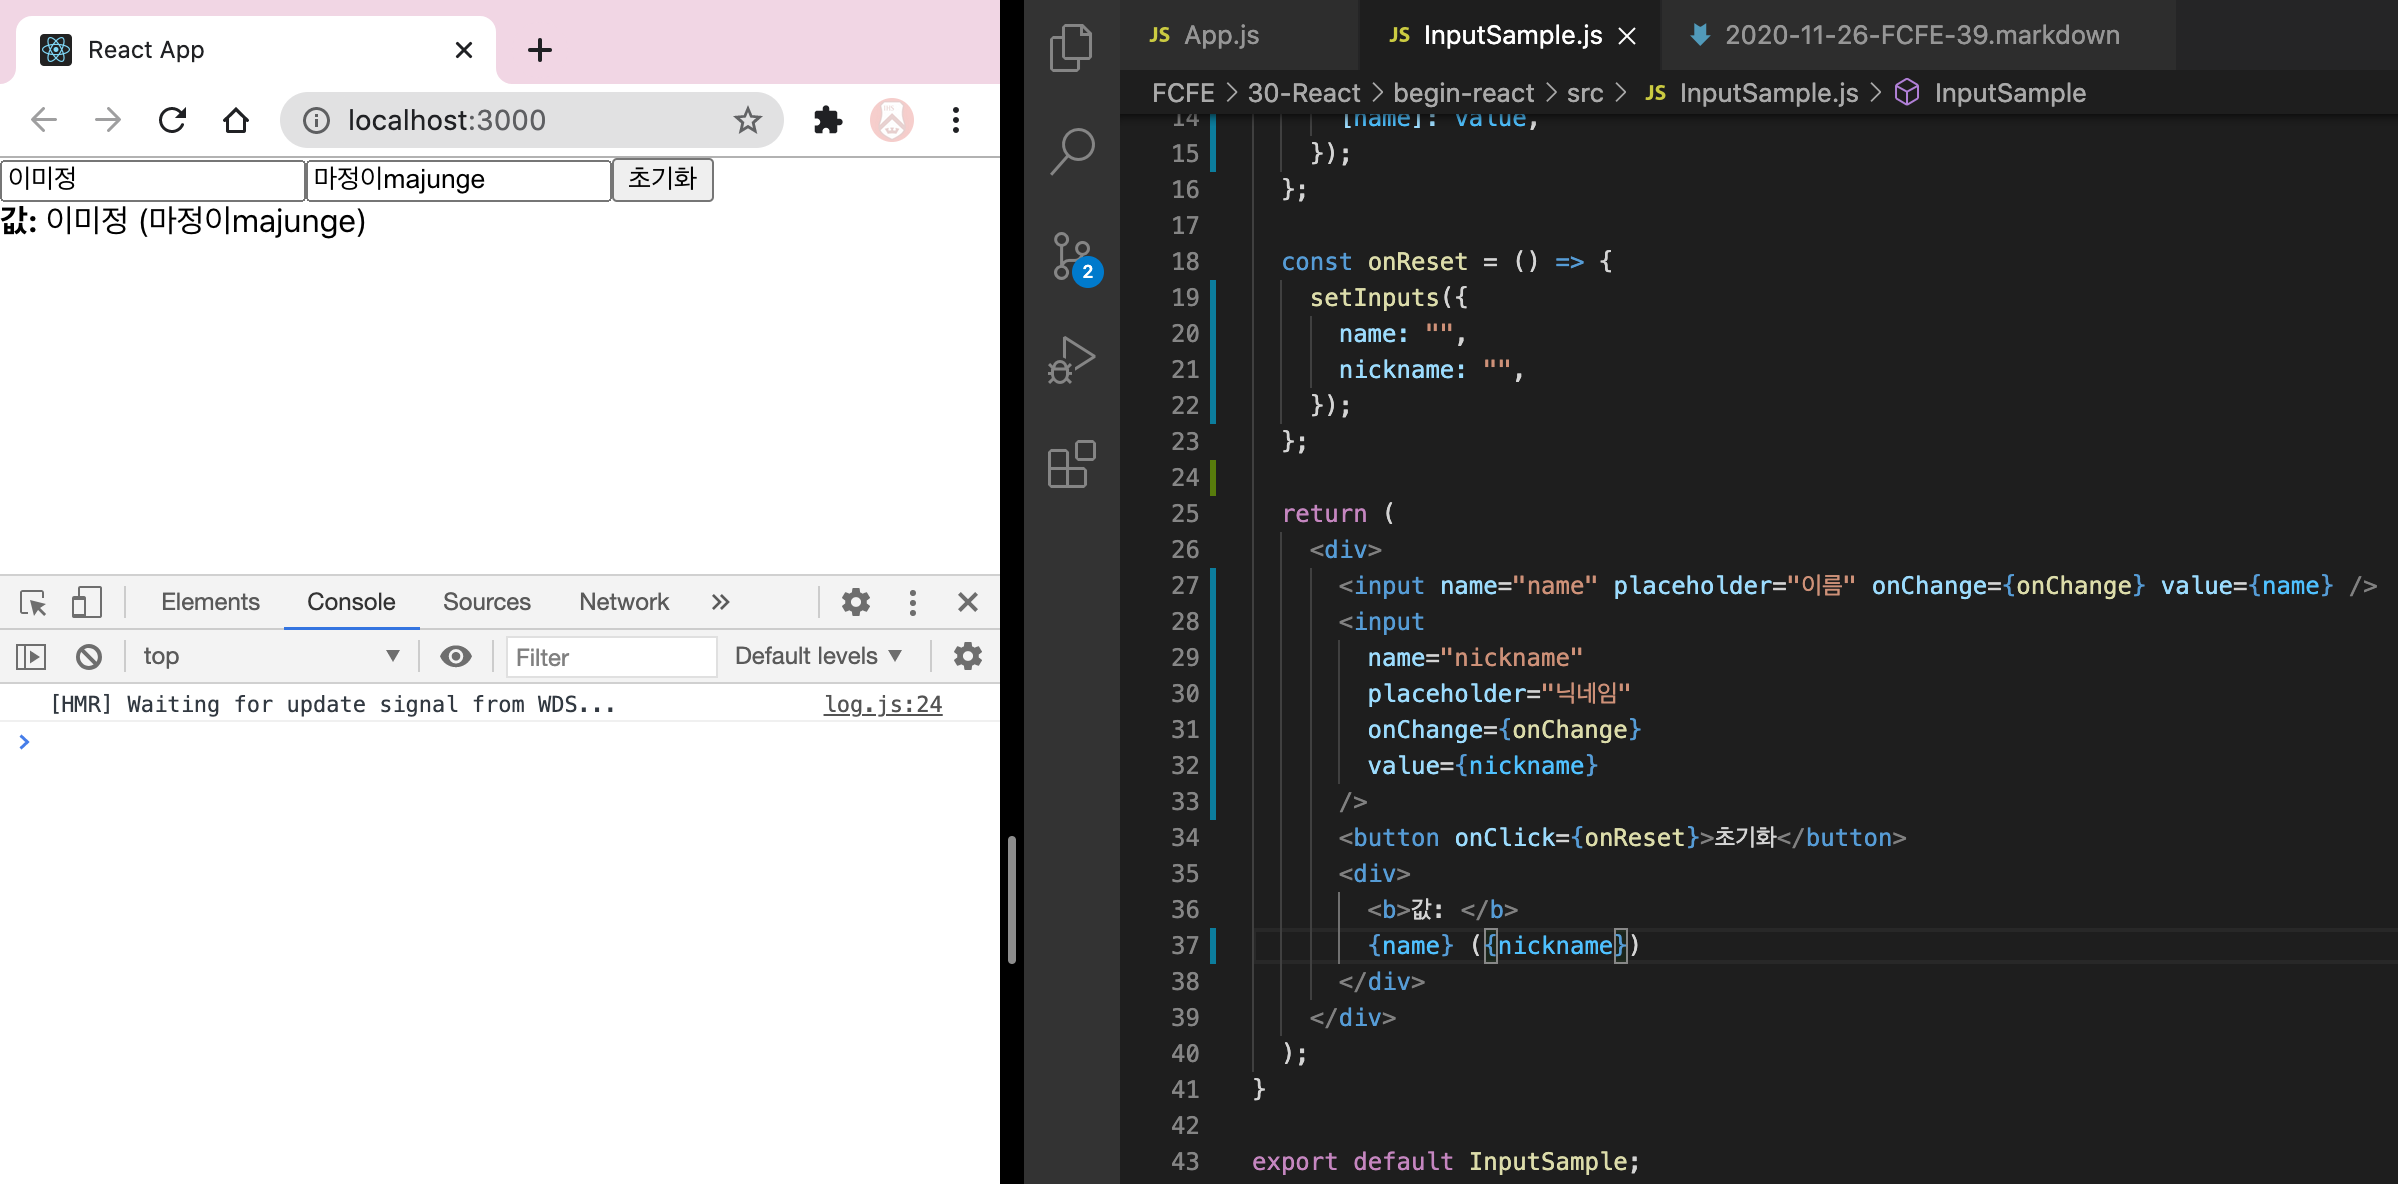 React App
localhost:3000
이미정 마정이majunge 초기화
값: 이미정 (마정이majunge)
Elements Console Sources Network »
top Filter Default levels
[HMR] Waiting for update signal from WDS... log.js:24
>
2
JS App.js JS InputSample.js 2020-11-26-FCFE-39.markdown
FCFE > 30-React > begin-react > src > JS InputSample.js > InputSample
14 [name]: value,
15 });
16 };
17
18 const onReset = () => {
19 setInputs({
20 name: "",
21 nickname: "",
22 });
23 };
24
25 return (
26 <div>
27 <input name="name" placeholder="이름" onChange={onChange} value={name} />
28 <input
29 name="nickname"
30 placeholder="닉네임"
31 onChange={onChange}
32 value={nickname}
33 />
34 <button onClick={onReset}>초기화</button>
35 <div>
36 <b>값: </b>
37 {name} ({nickname})
38 </div>
39 </div>
40 );
41 }
42
43 export default InputSample;